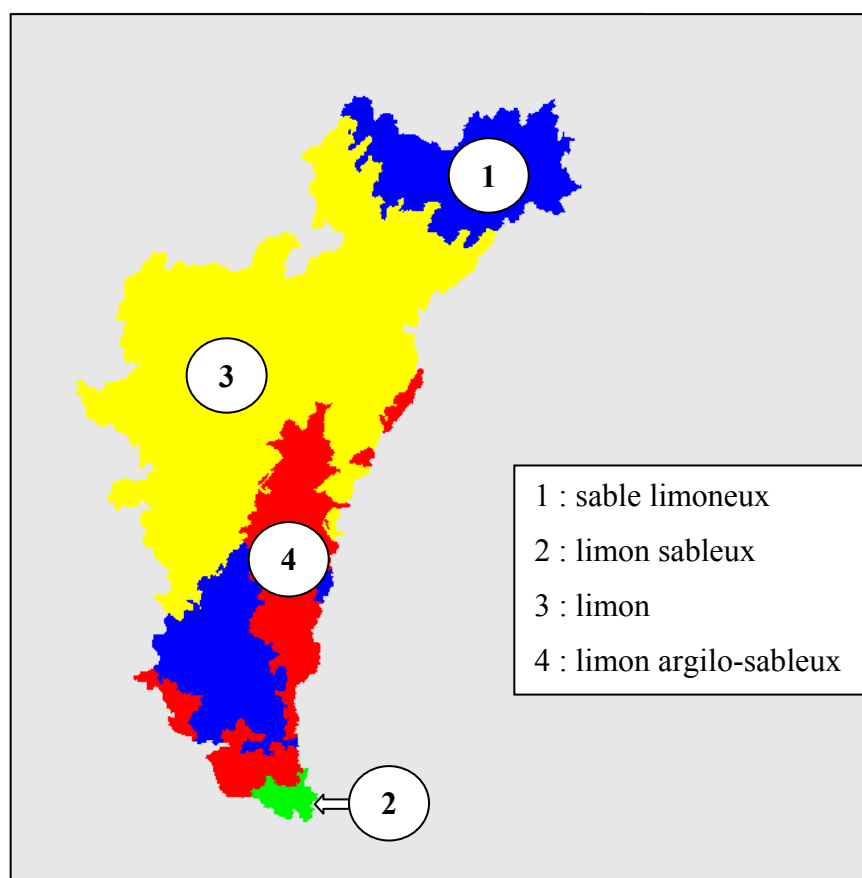 1
3
4
2
1 : sable limoneux
2 : limon sableux
3 : limon
4 : limon argilo-sableux